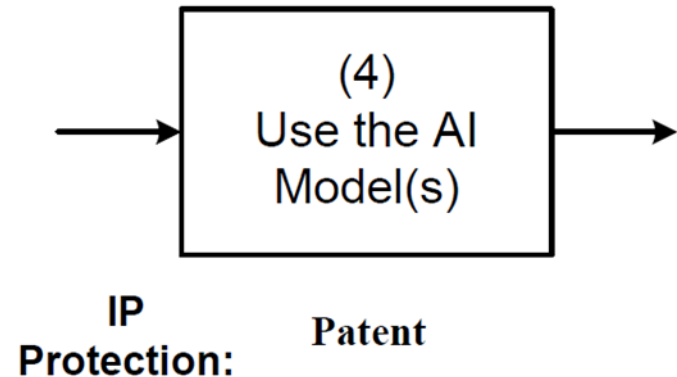 (4)
Use the AI
Model(s)
IP
Protection:
Patent